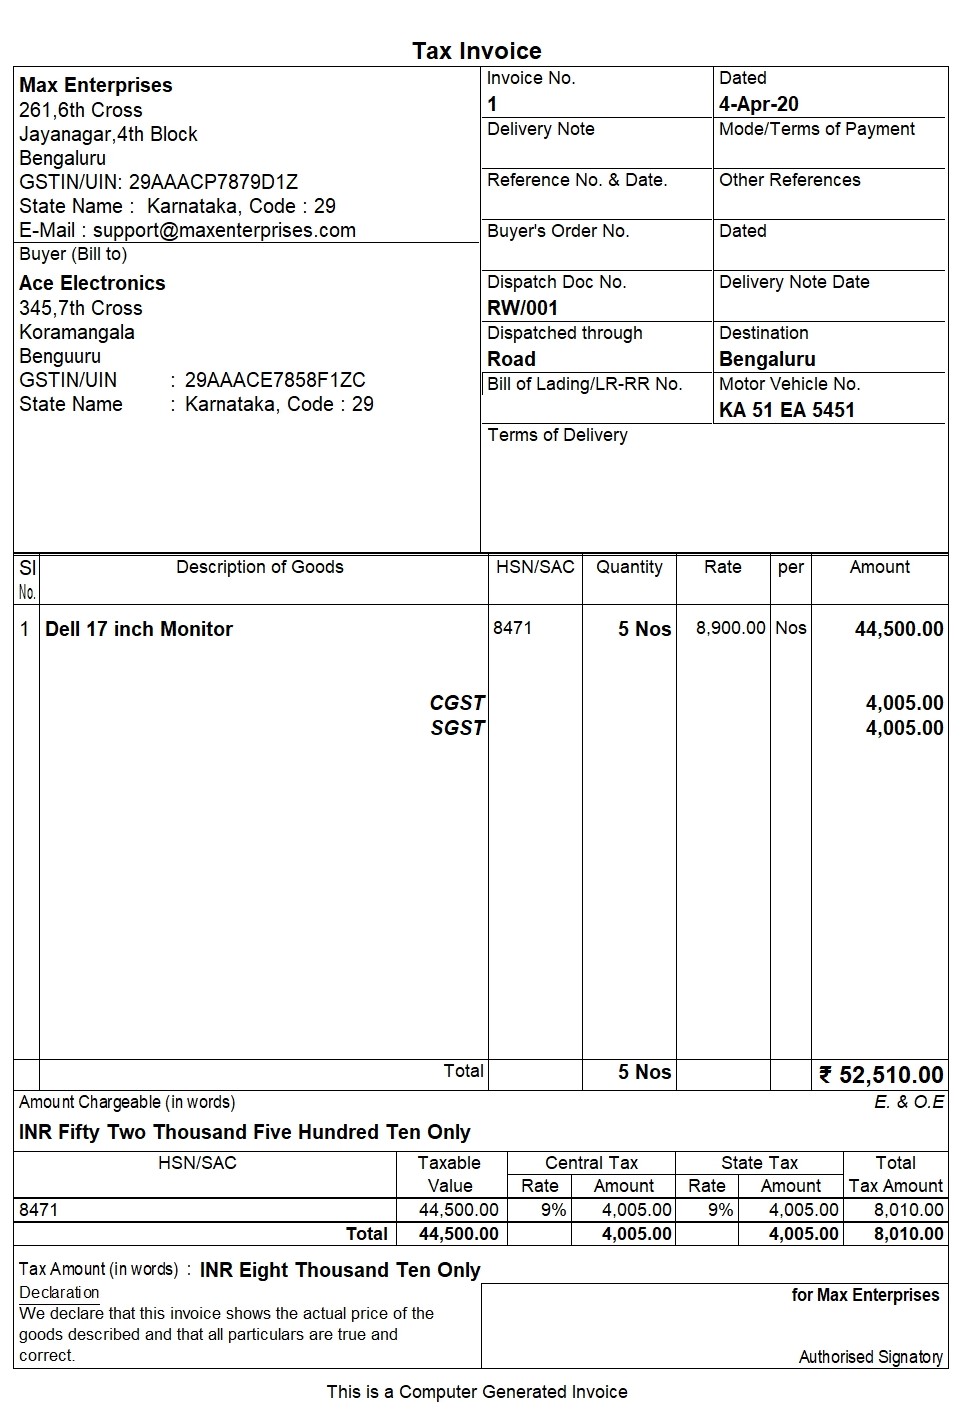 Tax Invoice
Max Enterprises
261,6th Cross
Jayanagar,4th Block
Bengaluru
GSTIN/UIN: 29AAACP7879D1Z
State Name :  Karnataka, Code : 29
E-Mail : support@maxenterprises.com
Buyer (Bill to)
Ace Electronics
345,7th Cross
Koramangala
Benguuru
GSTIN/UIN : 29AAACE7858F1ZC
State Name : Karnataka, Code : 29
Invoice No.
1
Dated
4-Apr-20
Delivery Note
Mode/Terms of Payment
Reference No. & Date.
Other References
Buyer's Order No.
Dated
Dispatch Doc No.
RW/001
Delivery Note Date
Dispatched through
Road
Destination
Bengaluru
Bill of Lading/LR-RR No.
Motor Vehicle No.
KA 51 EA 5451
Terms of Delivery
SI No. Description of Goods HSN/SAC Quantity Rate per Amount
1 Dell 17 inch Monitor 8471 5 Nos 8,900.00 Nos 44,500.00
CGST 4,005.00
SGST 4,005.00
Total 5 Nos ₹ 52,510.00
Amount Chargeable (in words) E. & O.E
INR Fifty Two Thousand Five Hundred Ten Only
HSN/SAC Taxable Value Central Tax State Tax Total Tax Amount
Rate Amount Rate Amount
8471 44,500.00 9% 4,005.00 9% 4,005.00 8,010.00
Total 44,500.00 4,005.00 4,005.00 8,010.00
Tax Amount (in words) : INR Eight Thousand Ten Only
Declaration
We declare that this invoice shows the actual price of the
goods described and that all particulars are true and
correct.
for Max Enterprises
Authorised Signatory
This is a Computer Generated Invoice